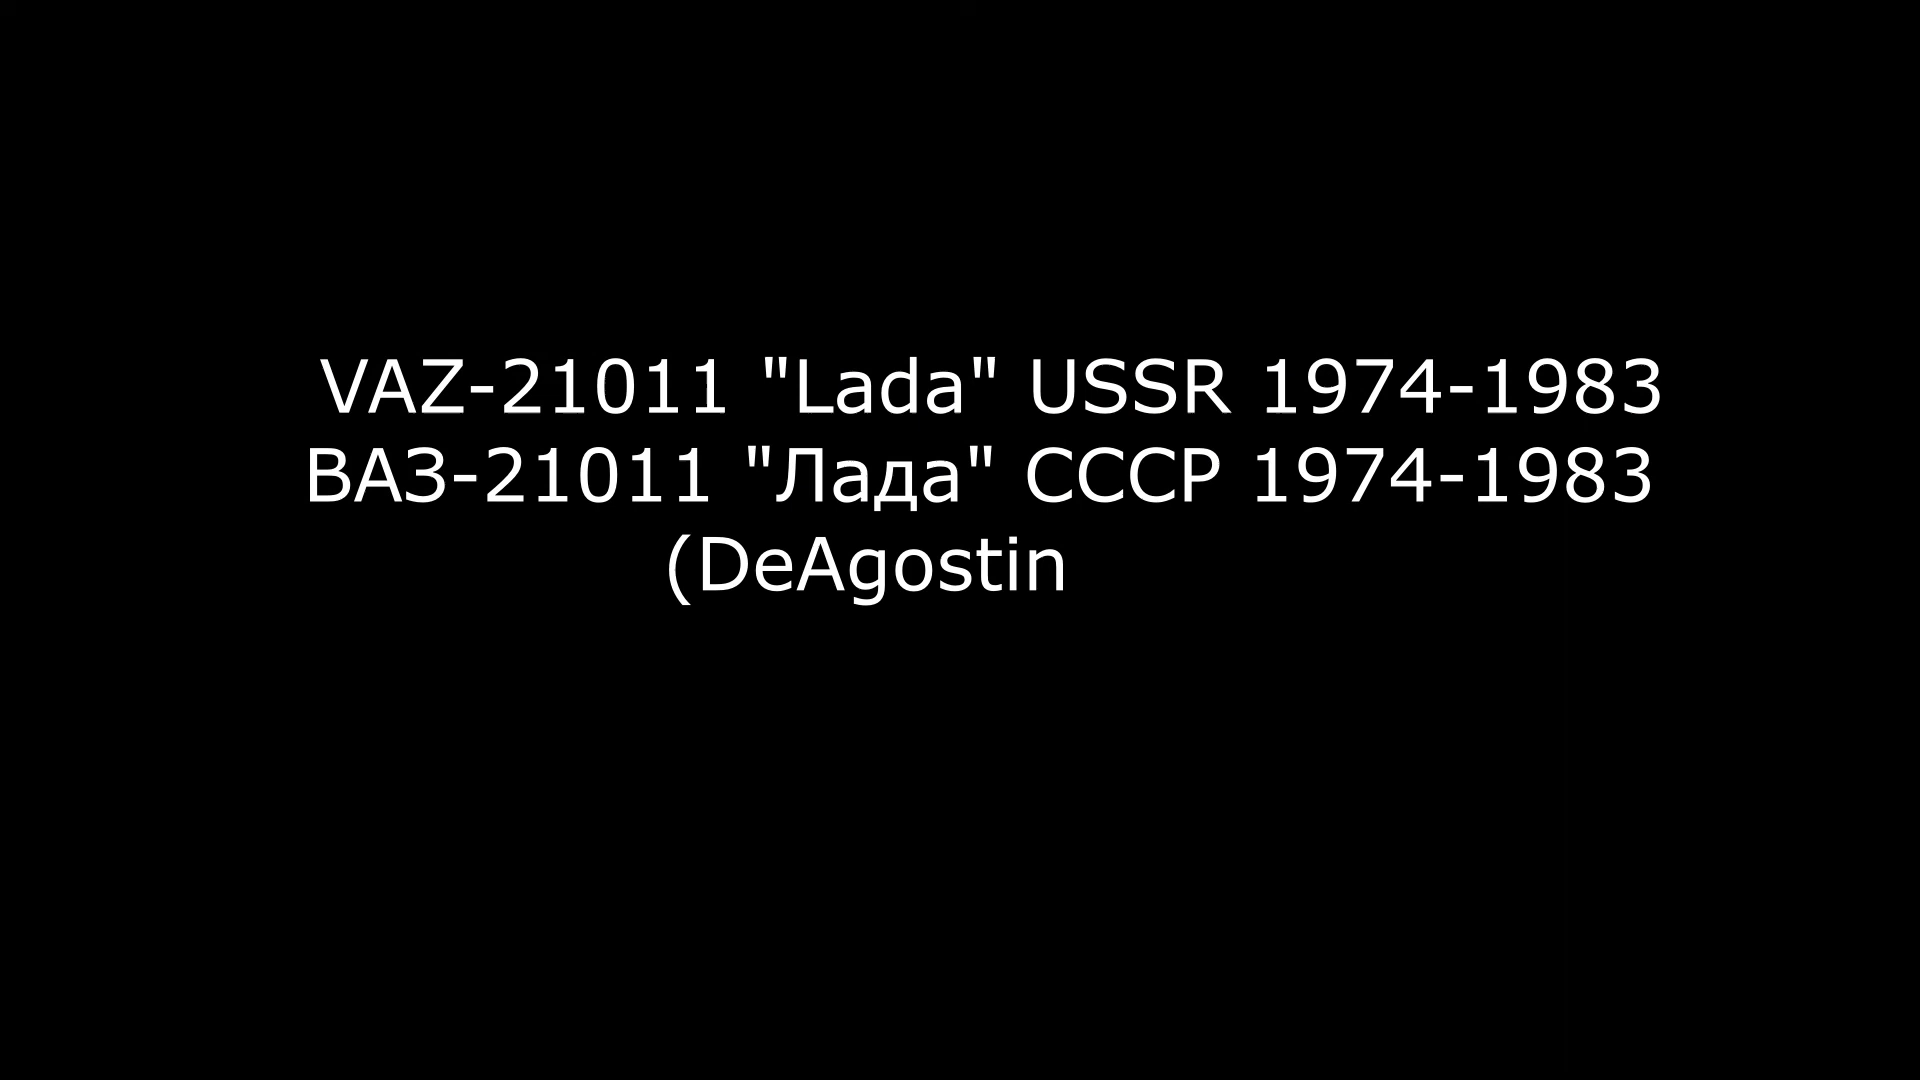 VAZ-21011 "Lada" USSR 1974-1983
ВАЗ-21011 "Лада" СССР 1974-1983
(DeAgostin